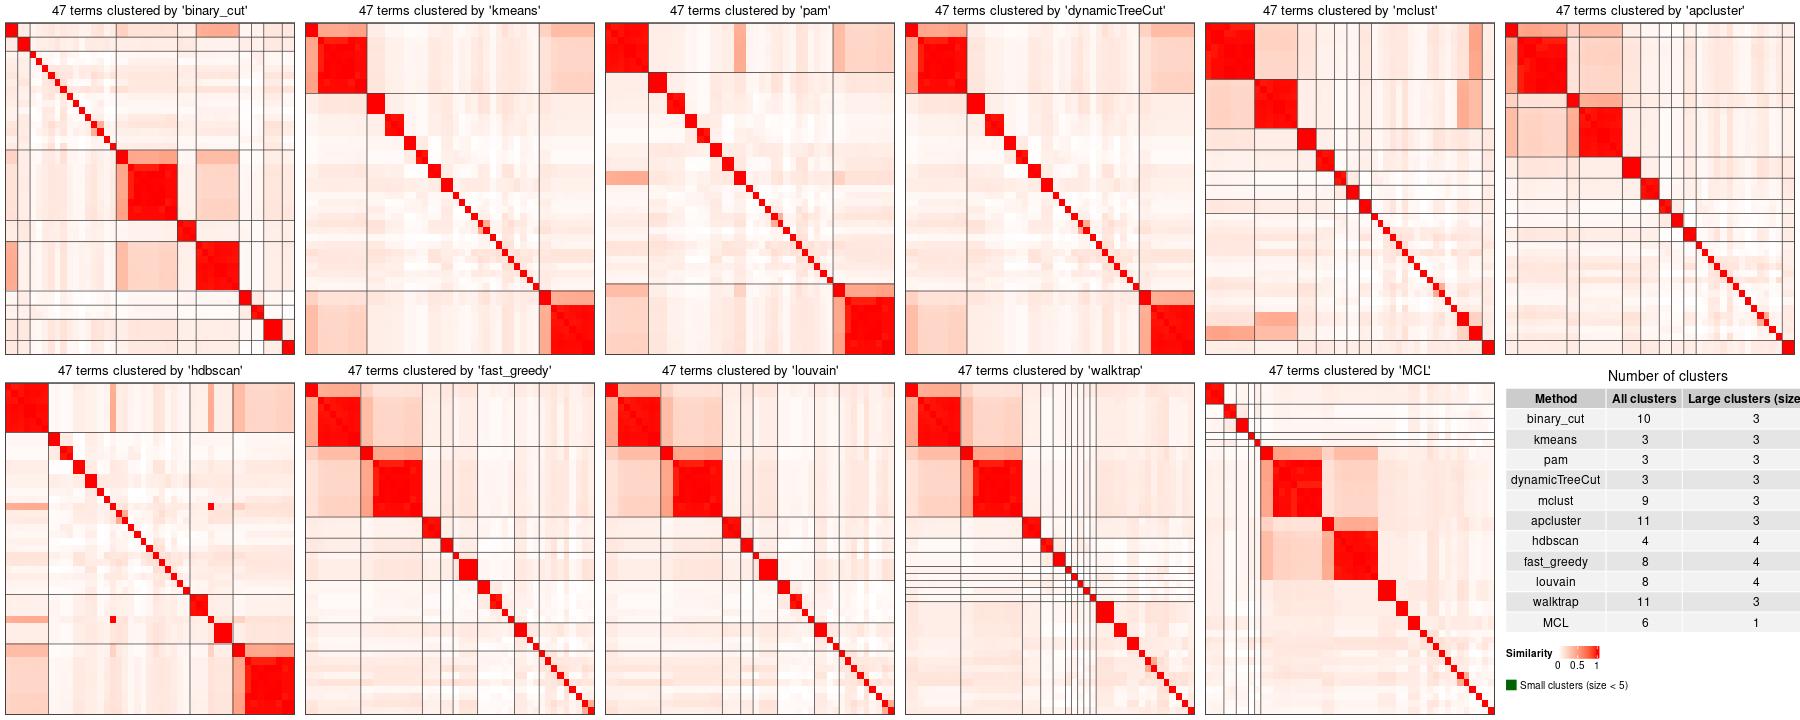 47 terms clustered by 'binary_cut'
47 terms clustered by 'kmeans'
47 terms clustered by 'pam'
47 terms clustered by 'dynamicTreeCut'
47 terms clustered by 'mclust'
47 terms clustered by 'apcluster'
47 terms clustered by 'hdbscan'
47 terms clustered by 'fast_greedy'
47 terms clustered by 'louvain'
47 terms clustered by 'walktrap'
47 terms clustered by 'MCL'
Number of clusters
Method All clusters Large clusters (size
binary_cut 10 3
kmeans 3 3
pam 3 3
dynamicTreeCut 3 3
mclust 9 3
apcluster 11 3
hdbscan 4 4
fast_greedy 8 4
louvain 8 4
walktrap 11 3
MCL 6 1
Similarity
0 0.5 1
Small clusters (size < 5)